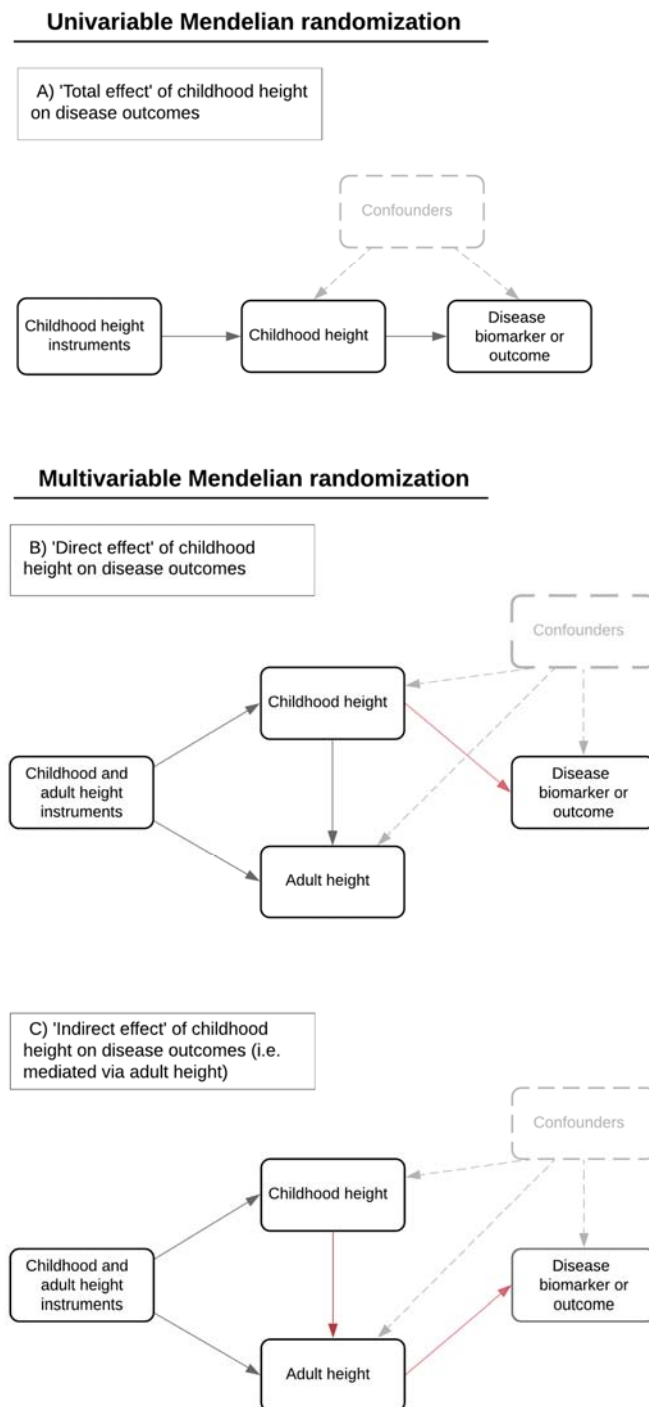 Univariable Mendelian randomization
A) 'Total effect' of childhood height
on disease outcomes
Confounders
Childhood height
instruments
Childhood height
Disease
biomarker or
outcome
Multivariable Mendelian randomization
B) 'Direct effect' of childhood
height on disease outcomes
Confounders
Childhood height
Childhood and
adult height
instruments
Disease
biomarker or
outcome
Adult height
C) 'Indirect effect' of childhood
height on disease outcomes (i.e.
mediated via adult height)
Confounders
Childhood height
Childhood and
adult height
instruments
Disease
biomarker or
outcome
Adult height